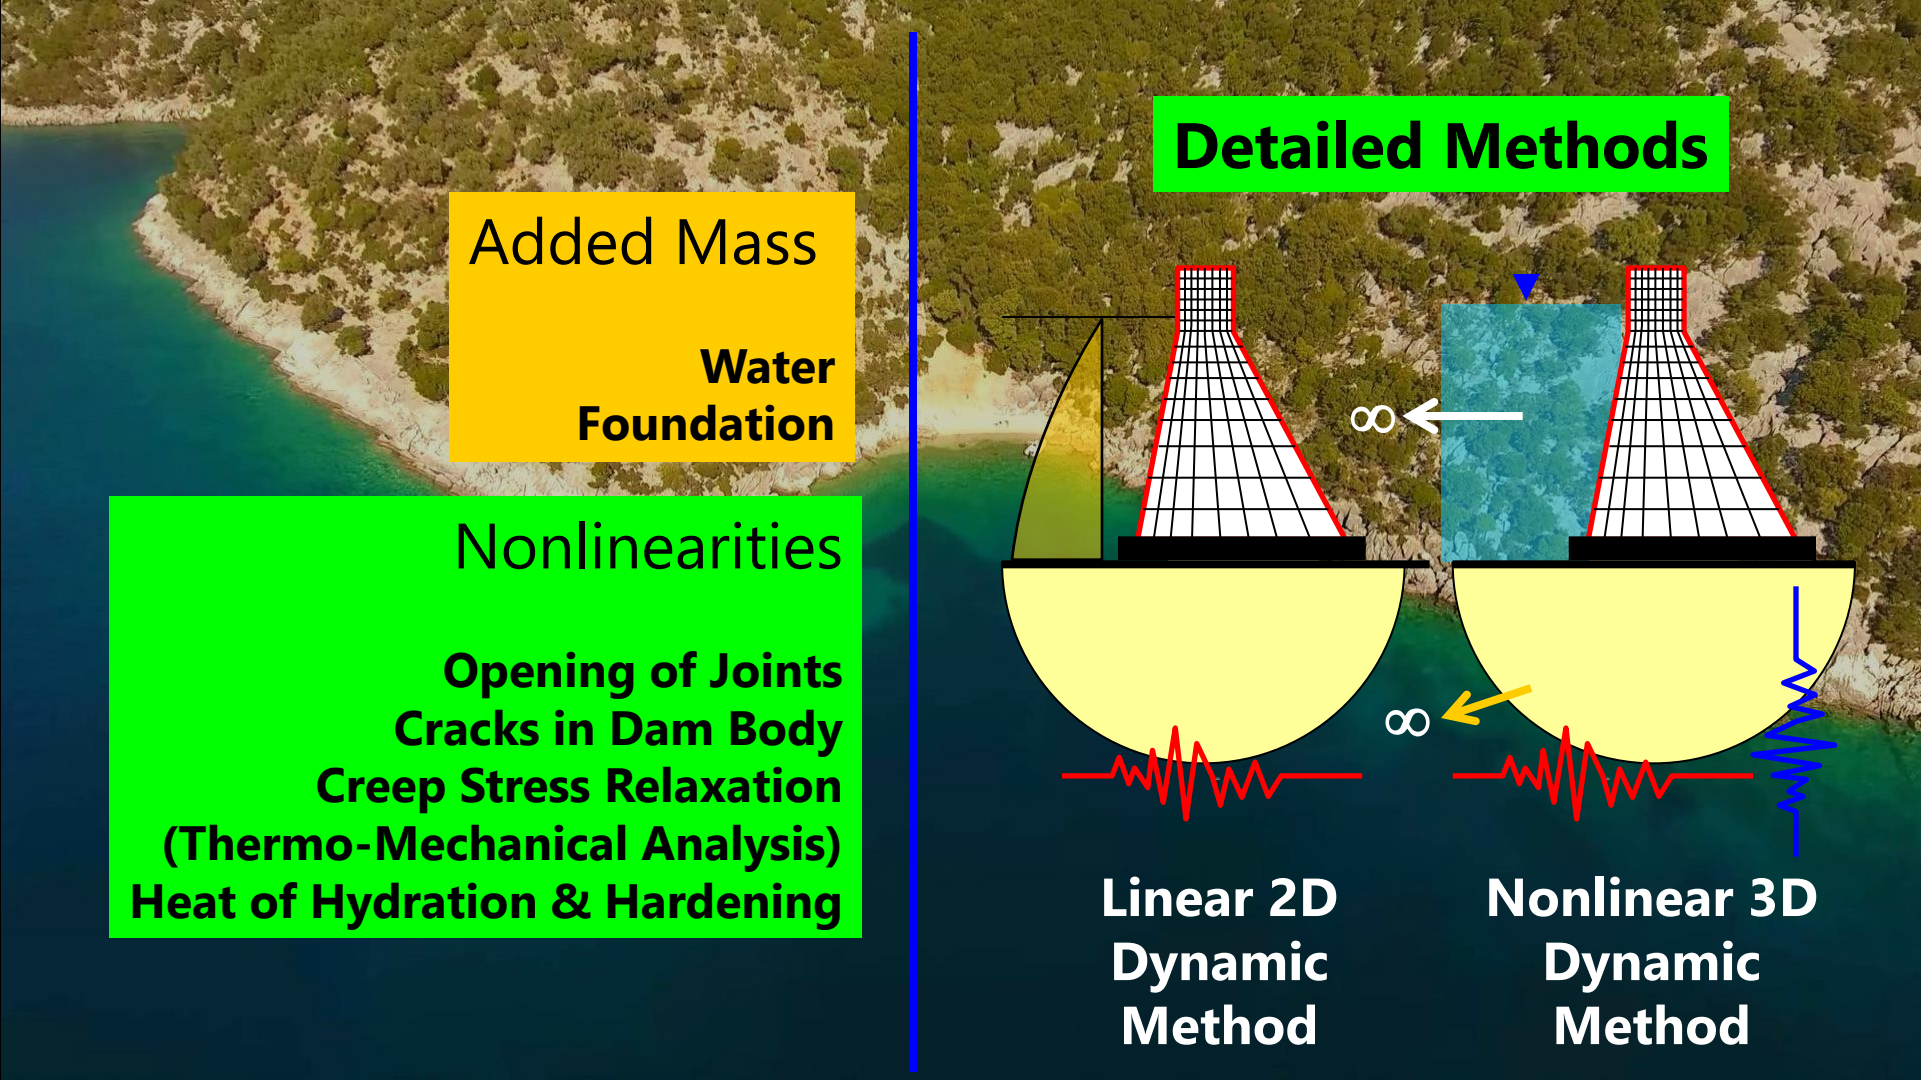 Added Mass
Water
Foundation
Nonlinearities
Opening of Joints
Cracks in Dam Body
Creep Stress Relaxation
(Thermo-Mechanical Analysis)
Heat of Hydration & Hardening
Detailed Methods
∞
∞
Linear 2D
Dynamic
Method
Nonlinear 3D
Dynamic
Method